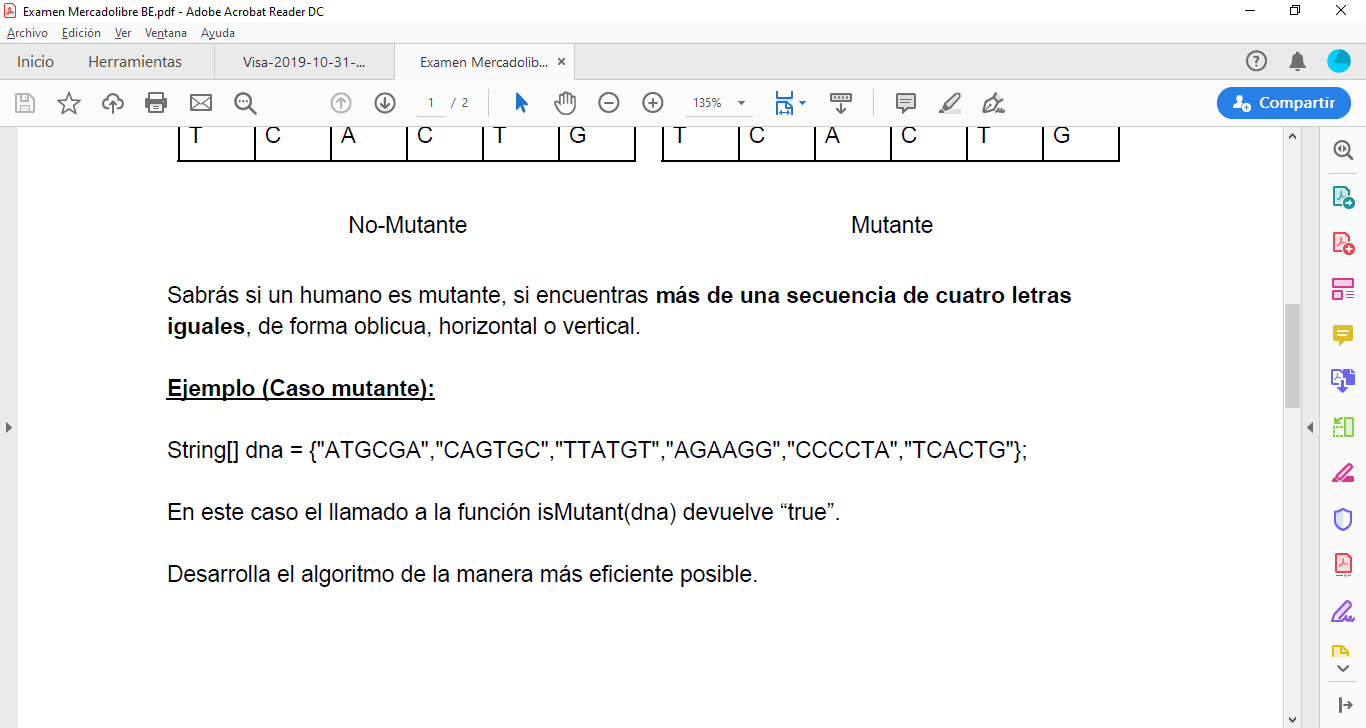 Examen Mercadolibre BE.pdf - Adobe Acrobat Reader DC
Archivo Edición Ver Ventana Ayuda
Inicio Herramientas Visa-2019-10-31-... Examen Mercadolib... ×
1 / 2 135% Compartir
T C A C T G T C A C T G
No-Mutante Mutante
Sabrás si un humano es mutante, si encuentras más de una secuencia de cuatro letras
iguales, de forma oblicua, horizontal o vertical.
Ejemplo (Caso mutante):
String[] dna = {"ATGCGA","CAGTGC","TTATGT","AGAAGG","CCCCTA","TCACTG"};
En este caso el llamado a la función isMutant(dna) devuelve “true”.
Desarrolla el algoritmo de la manera más eficiente posible.